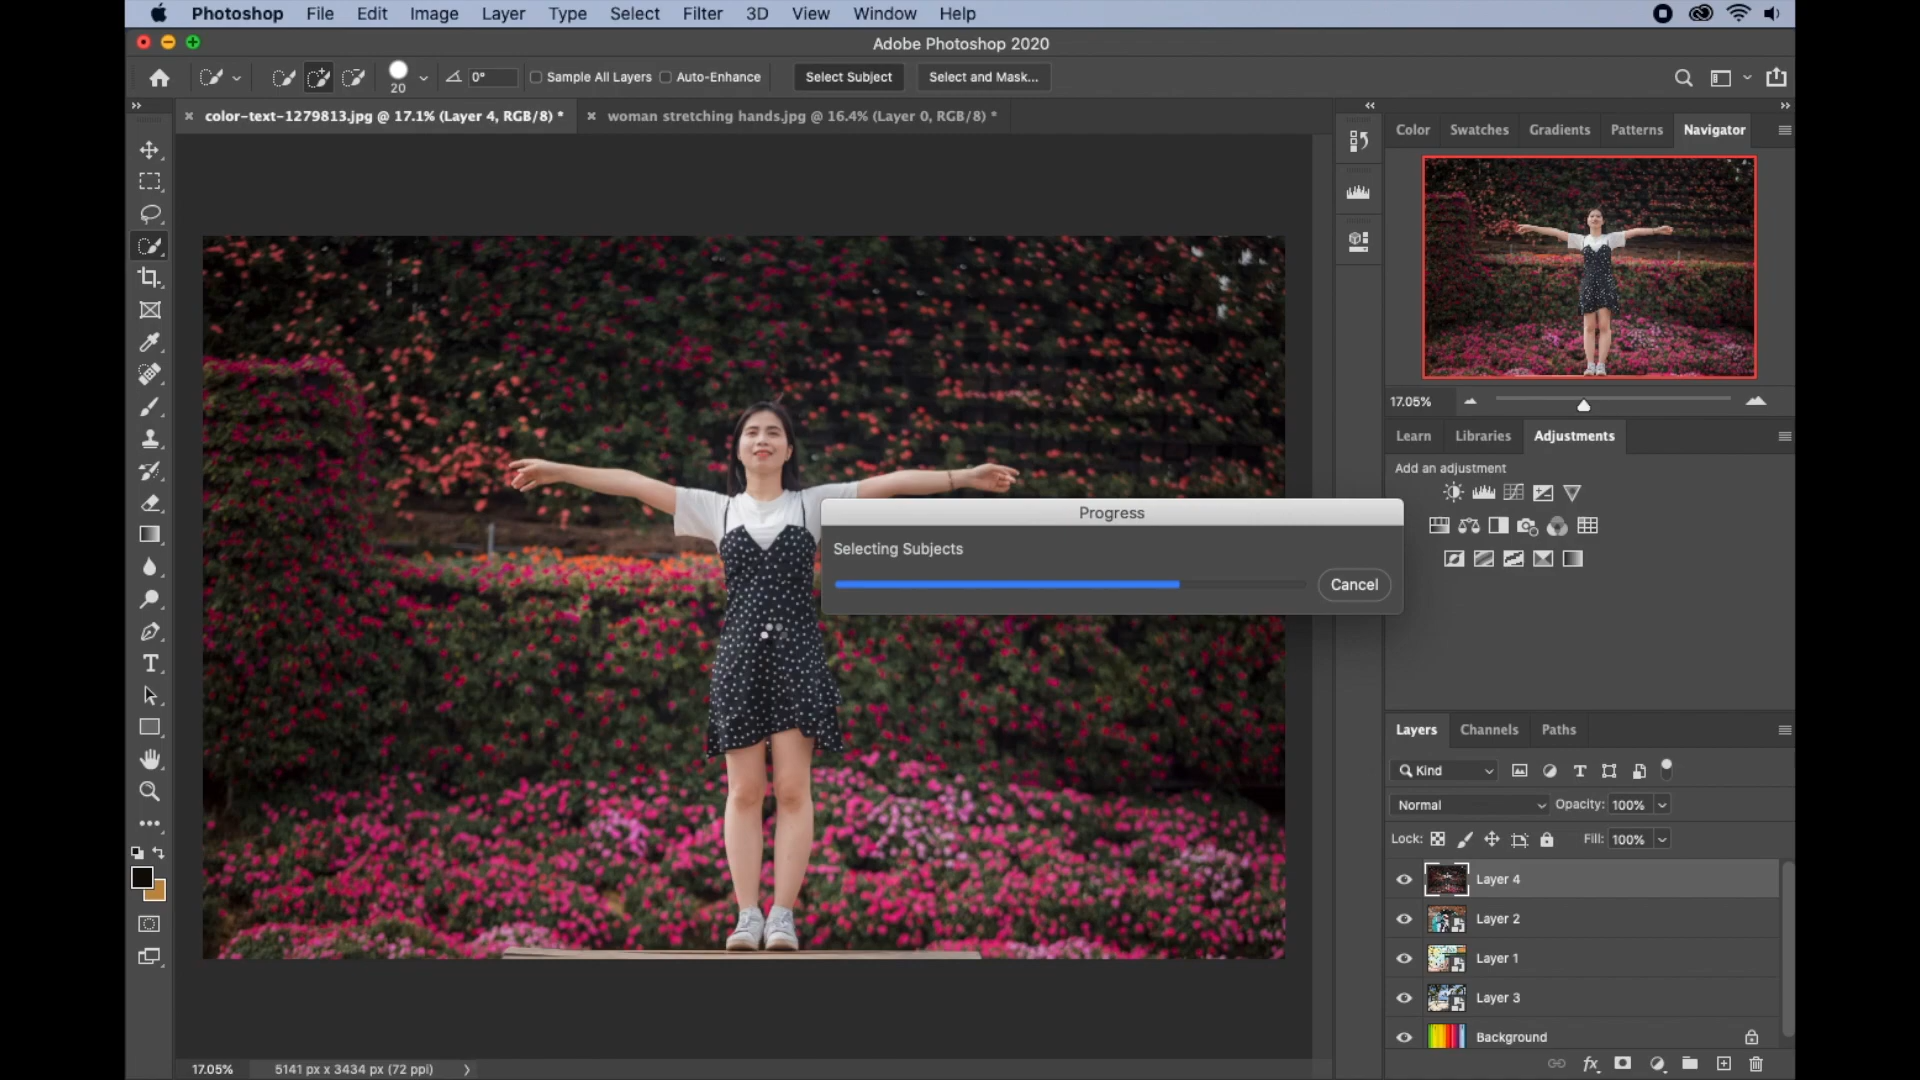 Photoshop File Edit Image Layer Type Select Filter 3D View Window Help
Adobe Photoshop 2020
20 0° Sample All Layers Auto-Enhance Select Subject Select and Mask...
color-text-1279813.jpg @ 17.1% (Layer 4, RGB/8) * woman stretching hands.jpg @ 16.4% (Layer 0, RGB/8) *
Color Swatches Gradients Patterns Navigator
17.05%
Learn Libraries Adjustments
Add an adjustment
Progress
Selecting Subjects
Cancel
Layers Channels Paths
Kind
Normal Opacity: 100%
Lock: Fill: 100%
Layer 4
Layer 2
Layer 1
Layer 3
Background
17.05% 5141 px x 3434 px (72 ppi)